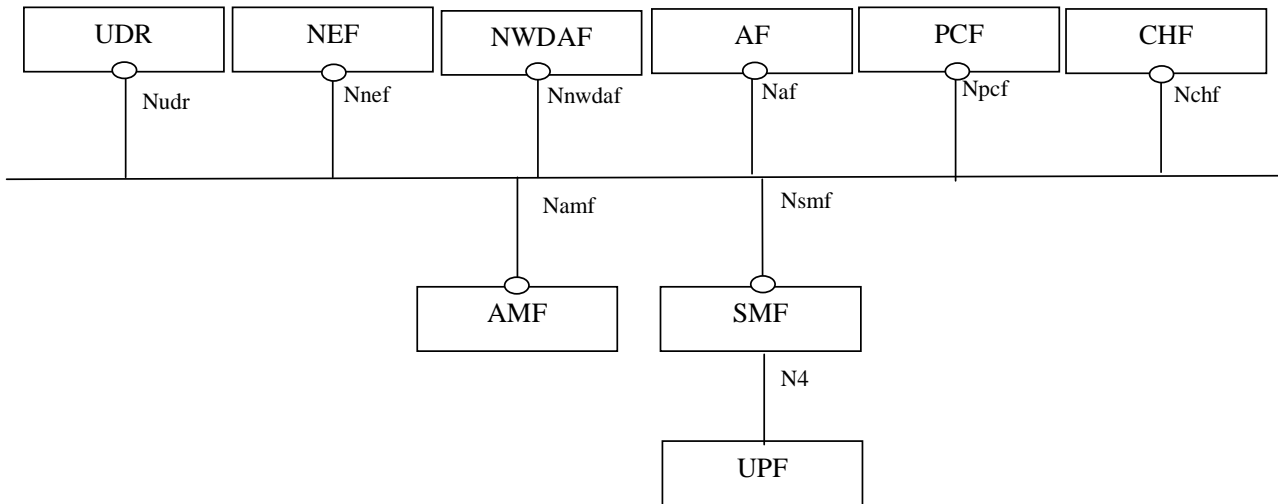 UDR NEF NWDAF AF PCF CHF
Nudr Nnef Nnwdaf Naf Npcf Nchf
Namf Nsmf
AMF SMF
N4
UPF